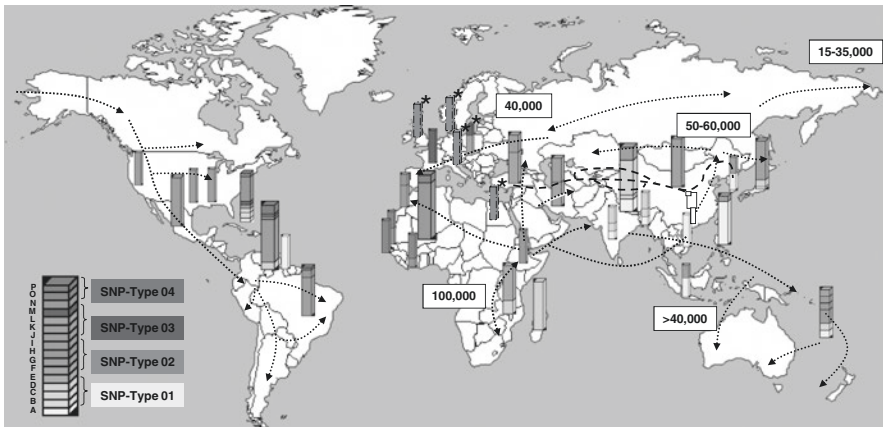 15-35,000
40,000
50-60,000
100,000
>40,000
P
O
N
M
L
K
J
I
H
G
F
E
D
C
B
A
SNP-Type 04
SNP-Type 03
SNP-Type 02
SNP-Type 01
*
*
*
*
*